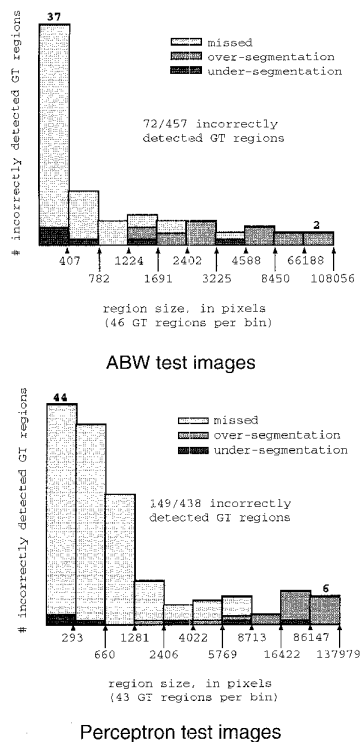 37
missed
over-segmentation
under-segmentation
# incorrectly detected GT regions
72/457 incorrectly
detected GT regions
2
407 1224 2402 4588 66188
782 1691 3225 8450 108056
region size, in pixels
(46 GT regions per bin)
ABW test images
44
missed
over-segmentation
under-segmentation
# incorrectly detected GT regions
149/438 incorrectly
detected GT regions
6
293 1281 4022 8713 86147
660 2406 5769 16422 137979
region size, in pixels
(43 GT regions per bin)
Perceptron test images